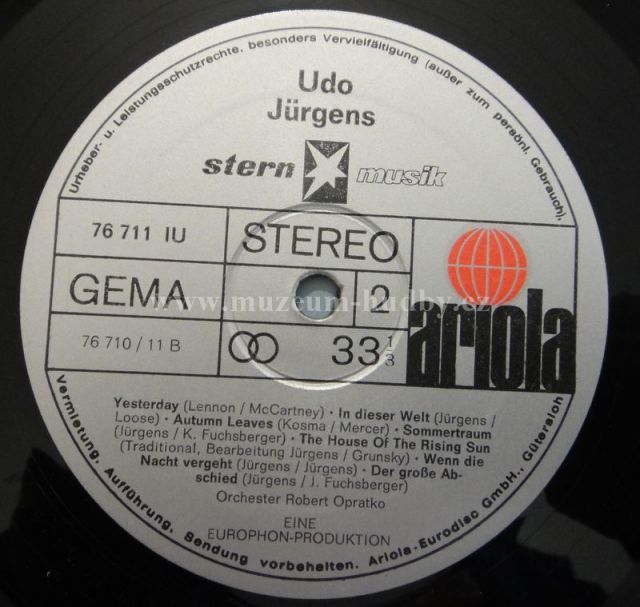 Urheber- u. Leistungsschutzrechte, besonders Vervielfältigung (außer zum persönl. Gebrauch),
Udo
Jürgens
stern musik
76 711 IU
STEREO
GEMA
2
76 710 / 11 B
33 1/3
ariola
www.muzeum-hudby.cz
Yesterday (Lennon / McCartney) · In dieser Welt (Jürgens /
Loose) · Autumn Leaves (Kosma / Mercer) · Sommertraum
(Jürgens / K. Fuchsberger) · The House Of The Rising Sun
(Traditional, Bearbeitung Jürgens / Grunsky) · Wenn die
Nacht vergeht (Jürgens / Jürgens) · Der große Ab-
schied (Jürgens / J. Fuchsberger)
Orchester Robert Opratko
EINE
EUROPHON-PRODUKTION
Vermietung, Aufführung, Sendung vorbehalten. Ariola-Eurodisc GmbH., Gütersloh